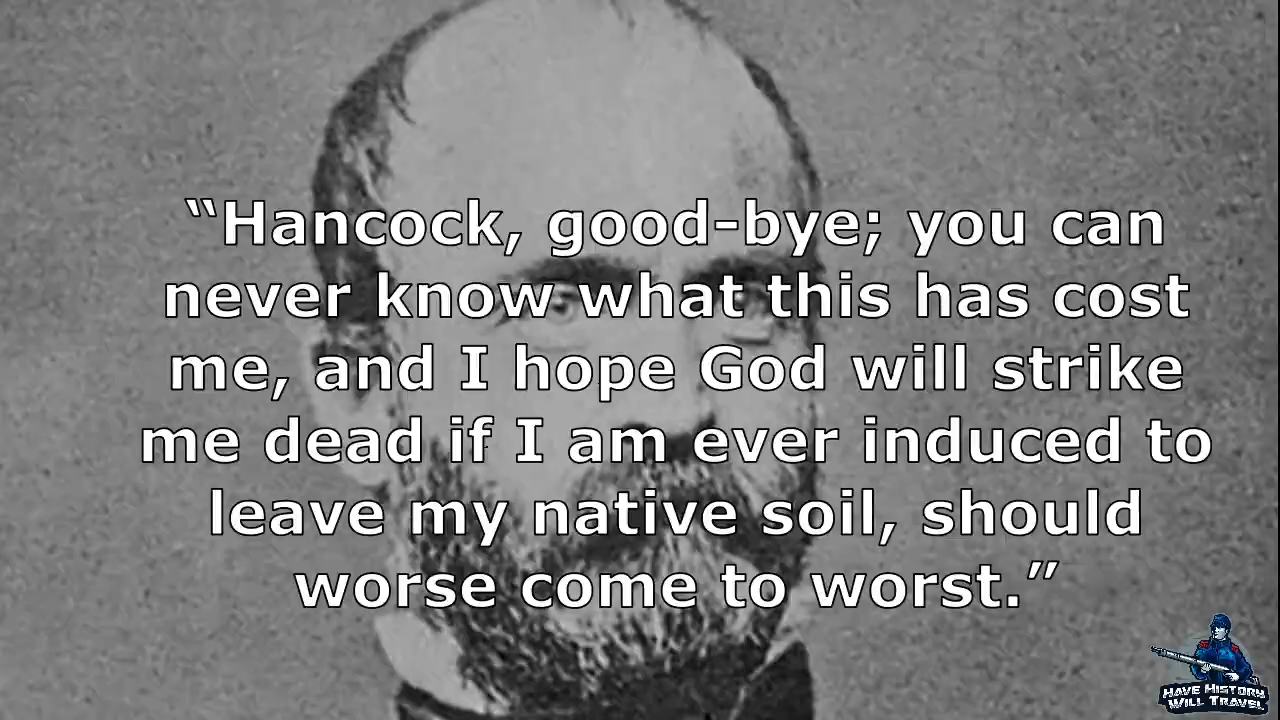 “Hancock, good-bye; you can
never know what this has cost
me, and I hope God will strike
me dead if I am ever induced to
leave my native soil, should
worse come to worst.”
HAVE HISTORY
WILL TRAVEL